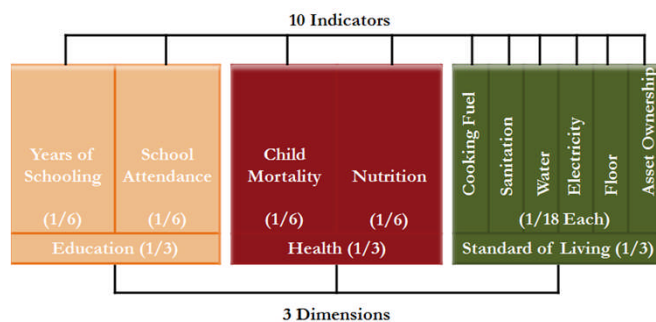 10 Indicators
Years of
Schooling
(1/6)
School
Attendance
(1/6)
Education (1/3)
Child
Mortality
(1/6)
Nutrition
(1/6)
Health (1/3)
Cooking Fuel
Sanitation
Water
Electricity
Floor
Asset Ownership
(1/18 Each)
Standard of Living (1/3)
3 Dimensions